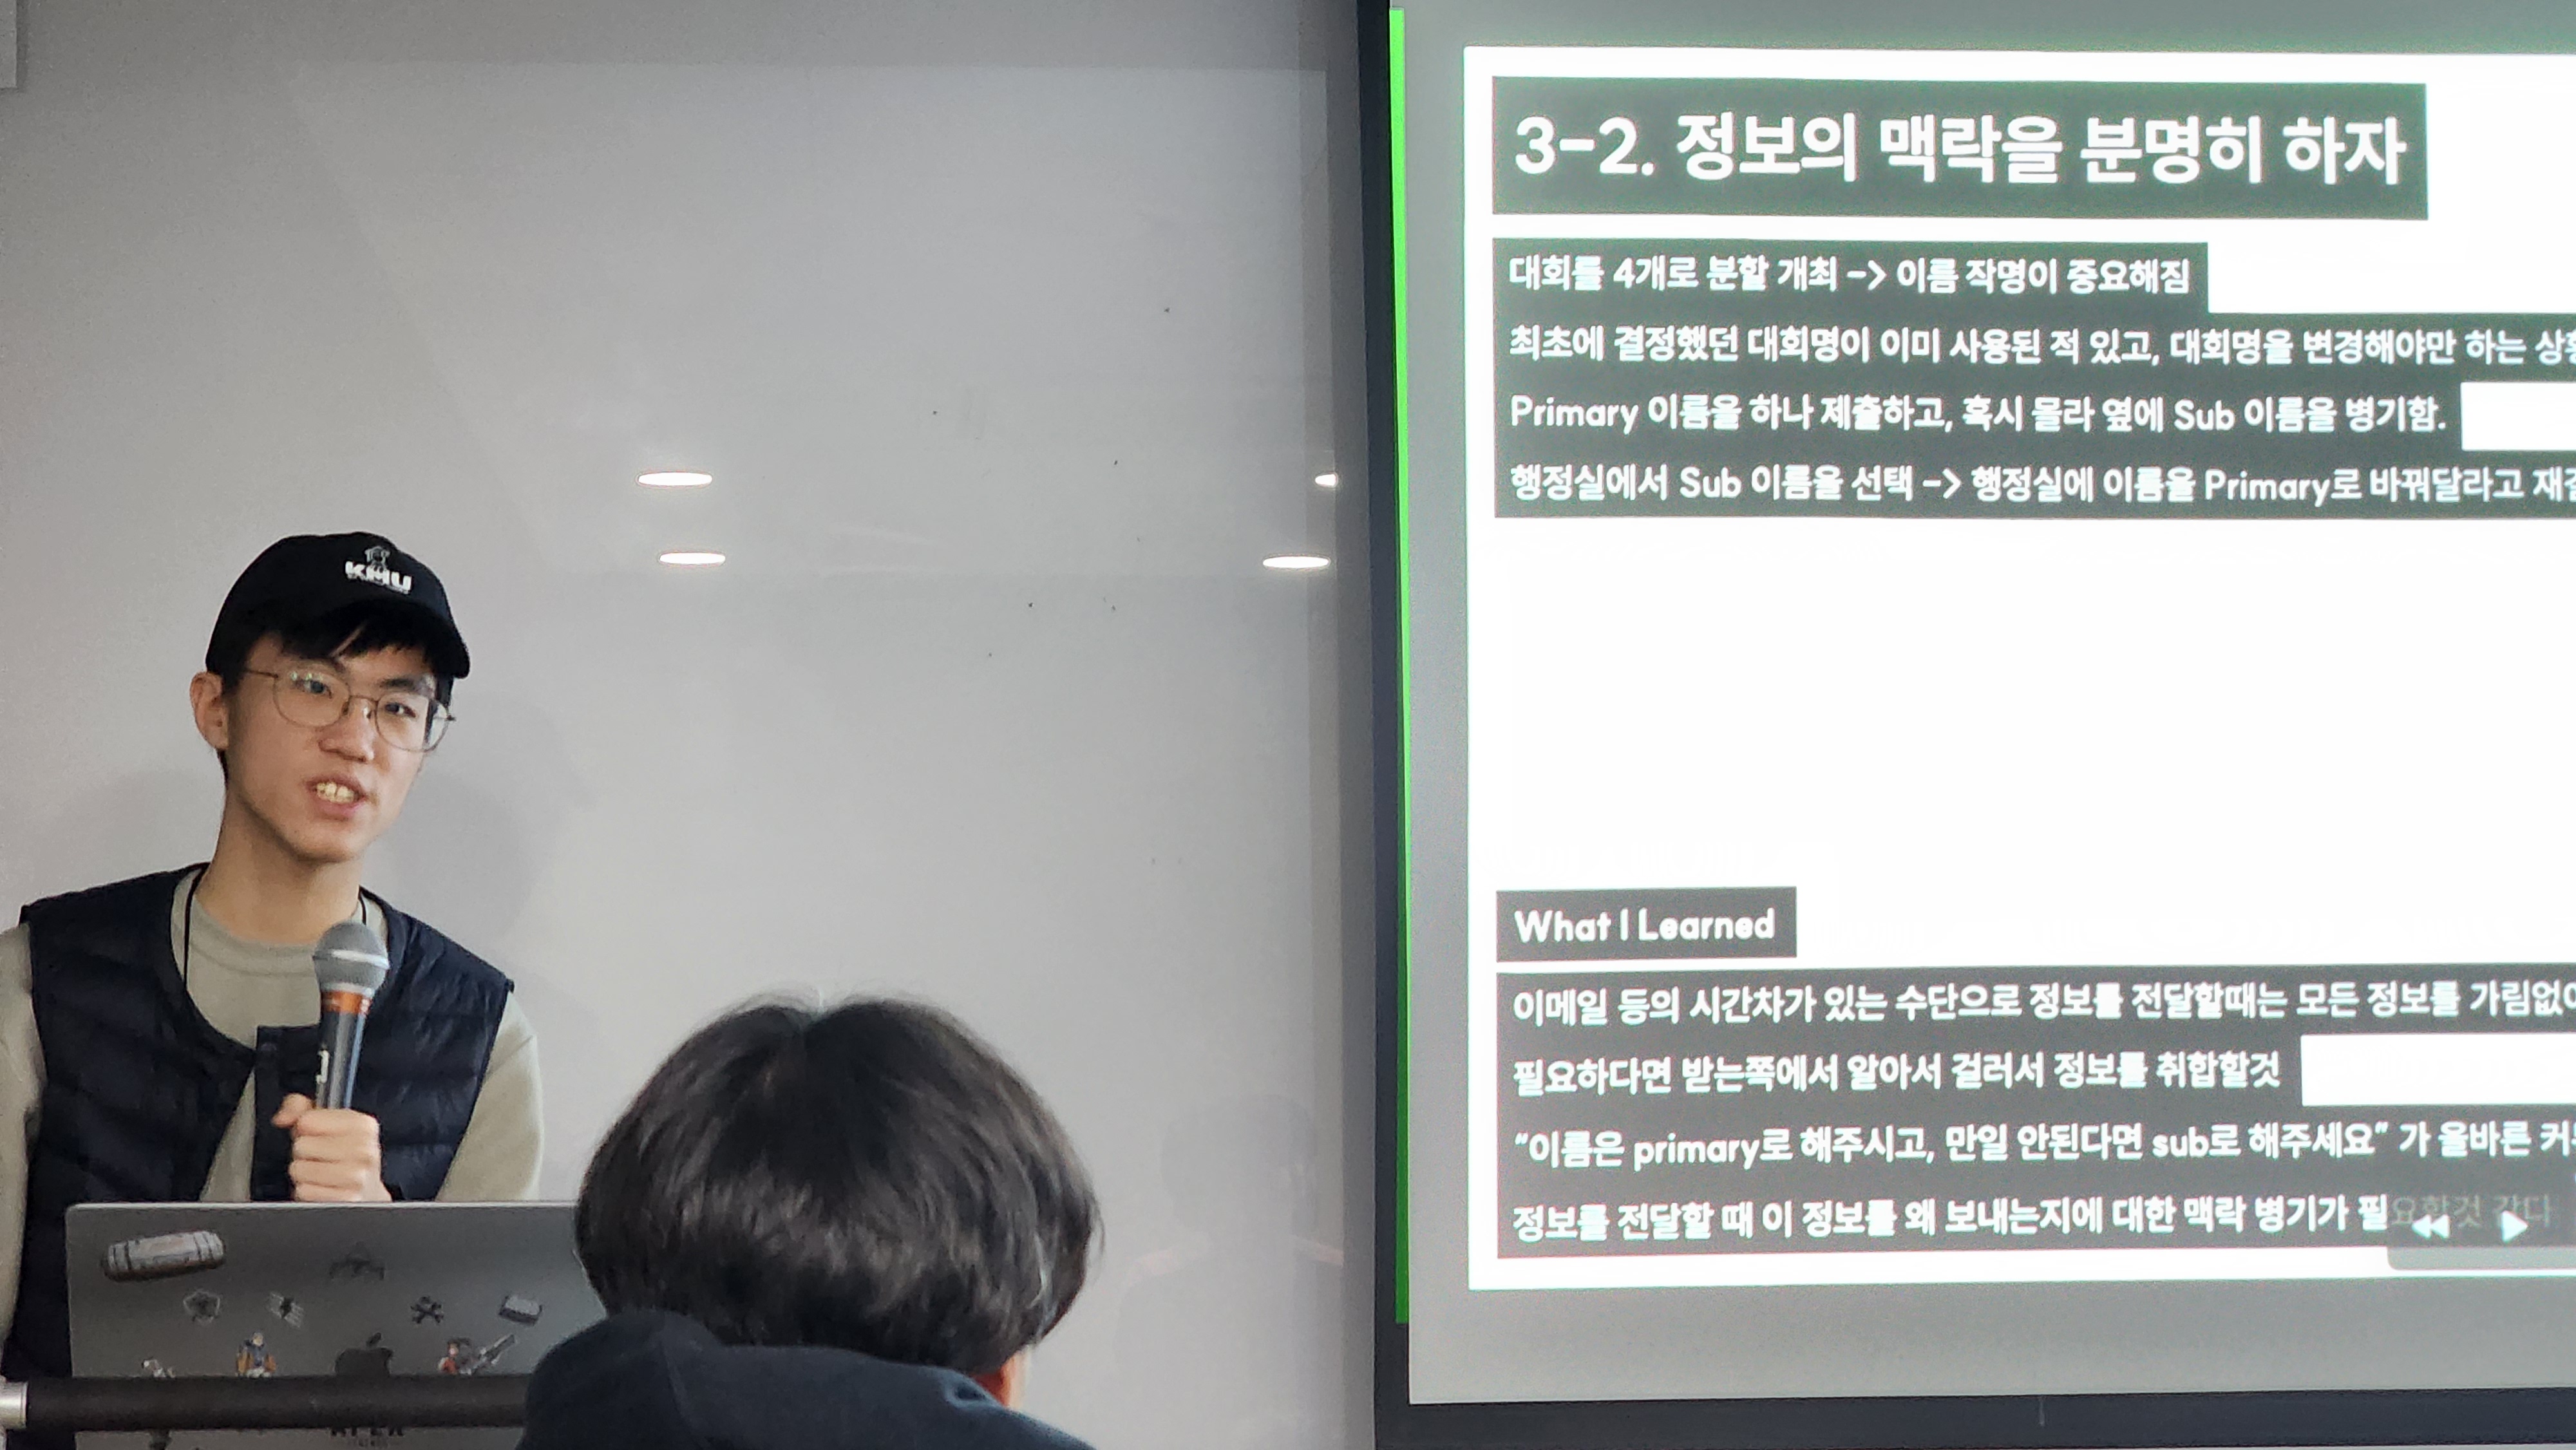 KMU
3-2. 정보의 맥락을 분명히 하자
대회를 4개로 분할 개최 -> 이름 작명이 중요해짐
최초에 결정했던 대회명이 이미 사용된 적 있고, 대회명을 변경해야만 하는
Primary 이름을 하나 제출하고, 혹시 몰라 옆에 Sub 이름을 병기함.
행정실에서 Sub 이름을 선택 -> 행정실에 이름을 Primary로 바꿔달라고
What I Learned
이메일 등의 시간차가 있는 수단으로 정보를 전달할때는 모든 정보를
필요하다면 받는쪽에서 알아서 걸러서 정보를 취합할것
"이름은 primary로 해주시고, 만일 안된다면 sub로 해주세요" 가 올바른
정보를 전달할 때 이 정보를 왜 보내는지에 대한 맥락 병기가 필요할것 같다